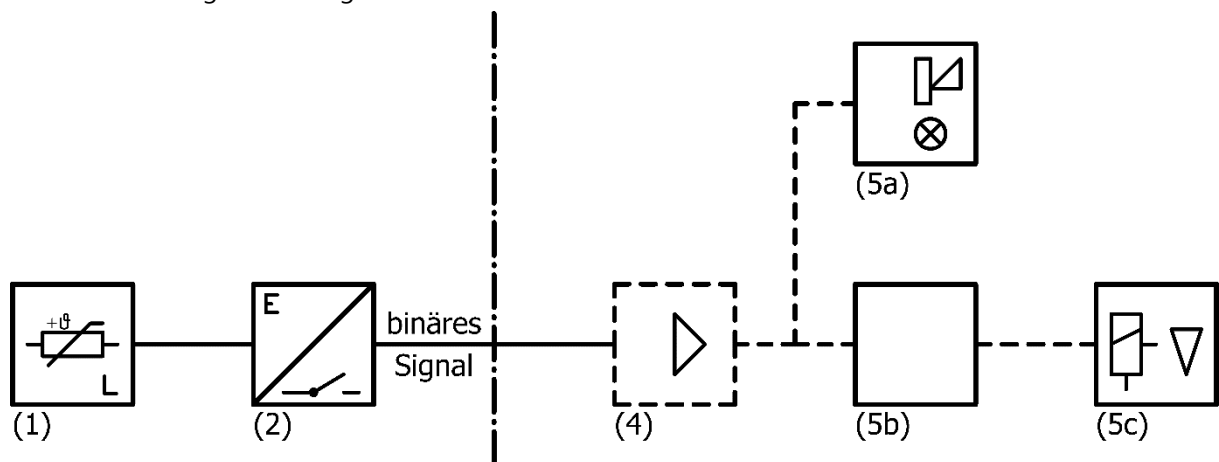 (5a)
+ϑ
L
(1)
E
(2)
binäres
Signal
(4)
(5b)
(5c)